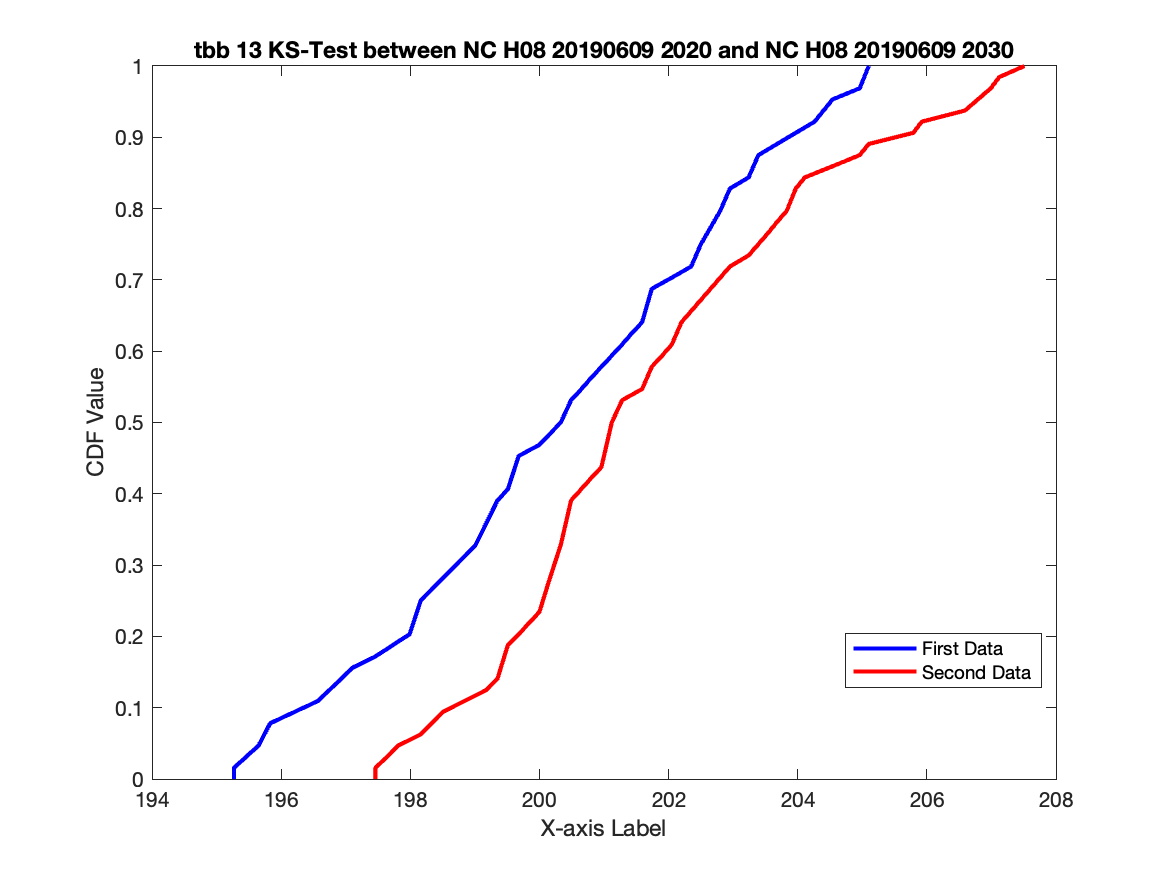 tbb 13 KS-Test between NC H08 20190609 2020 and NC H08 20190609 2030
1
0.9
0.8
0.7
0.6
0.5
0.4
0.3
0.2
0.1
0
CDF Value
First Data
Second Data
194 196 198 200 202 204 206 208
X-axis Label